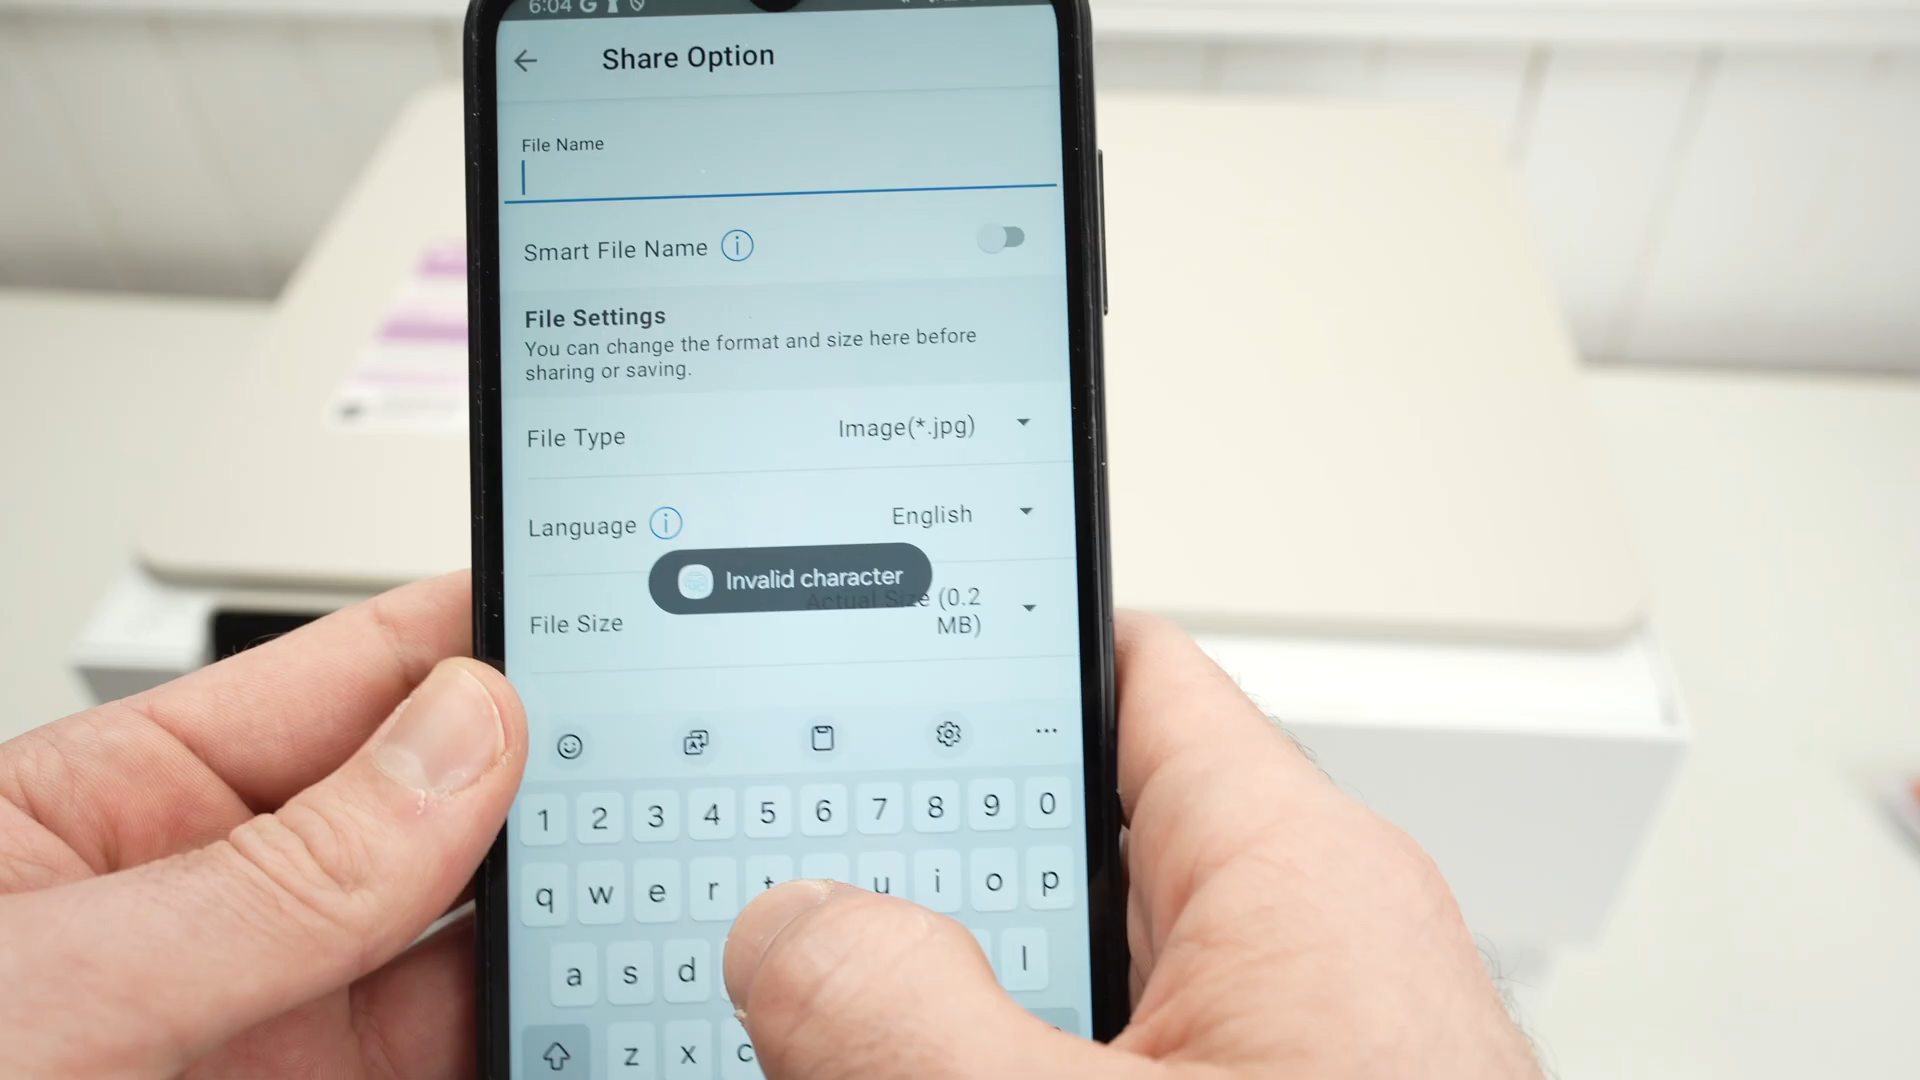 6:04
Share Option
File Name
Smart File Name
File Settings
You can change the format and size here before
sharing or saving.
File Type
Image(*.jpg)
Language
English
Invalid character
File Size
Actual Size (0.2
MB)
1 2 3 4 5 6 7 8 9 0
q w e r t u i o p
a s d l
z x c